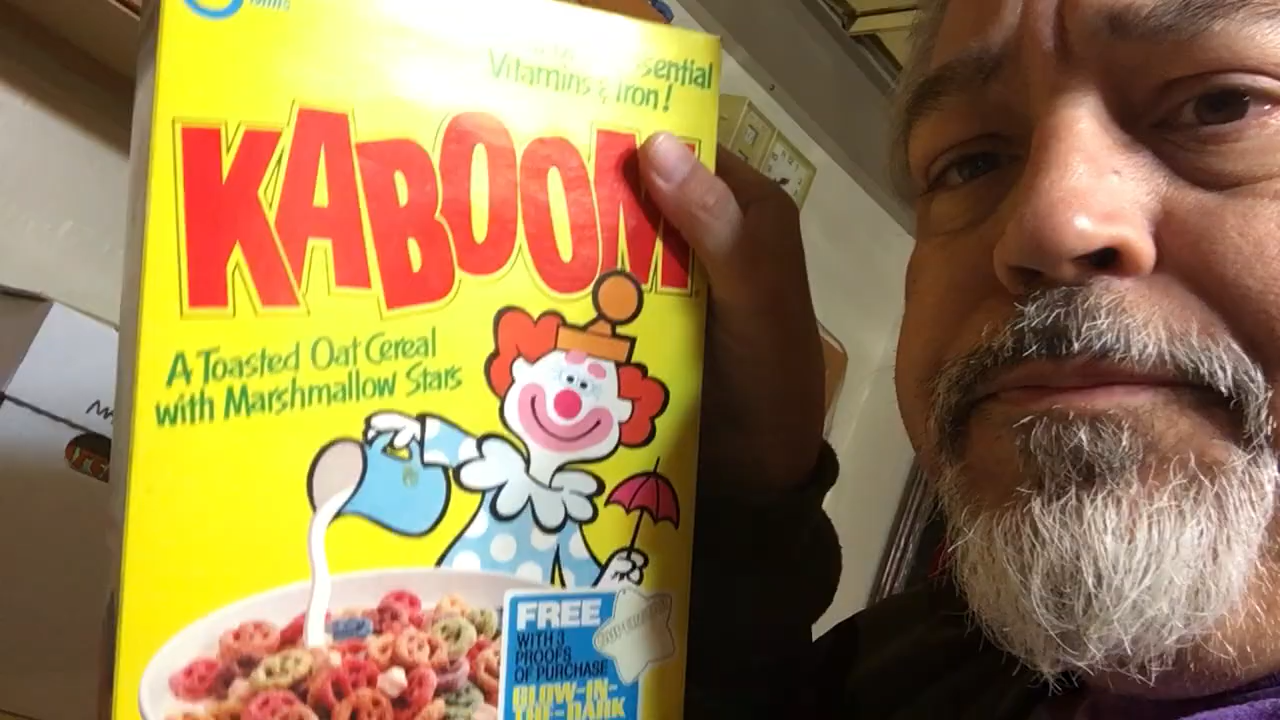 sential
Vitamins & Iron!
KABOOM
A Toasted Oat Cereal
with Marshmallow Stars
FREE
WITH 3
PROOFS
OF PURCHASE
GLOW-IN-
THE-DARK